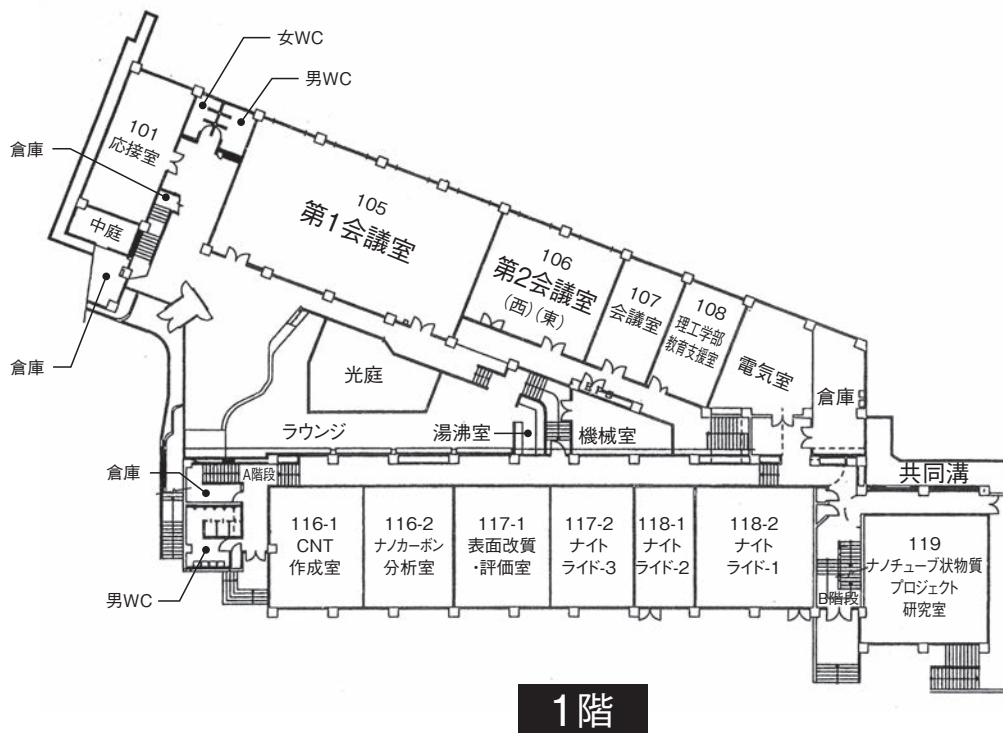 女WC
男WC
101
応接室
倉庫
中庭
倉庫
105
第1会議室
106
第2会議室
(西)(東)
107
会議室
108
理工学部
教育支援室
電気室
倉庫
光庭
ラウンジ
湯沸室
機械室
共同溝
倉庫
A階段
男WC
116-1
CNT
作成室
116-2
ナノカーボン
分析室
117-1
表面改質
・評価室
117-2
ナイト
ライド-3
118-1
ナイト
ライド-2
118-2
ナイト
ライド-1
B階段
119
ナノチューブ状物質
プロジェクト
研究室
1階